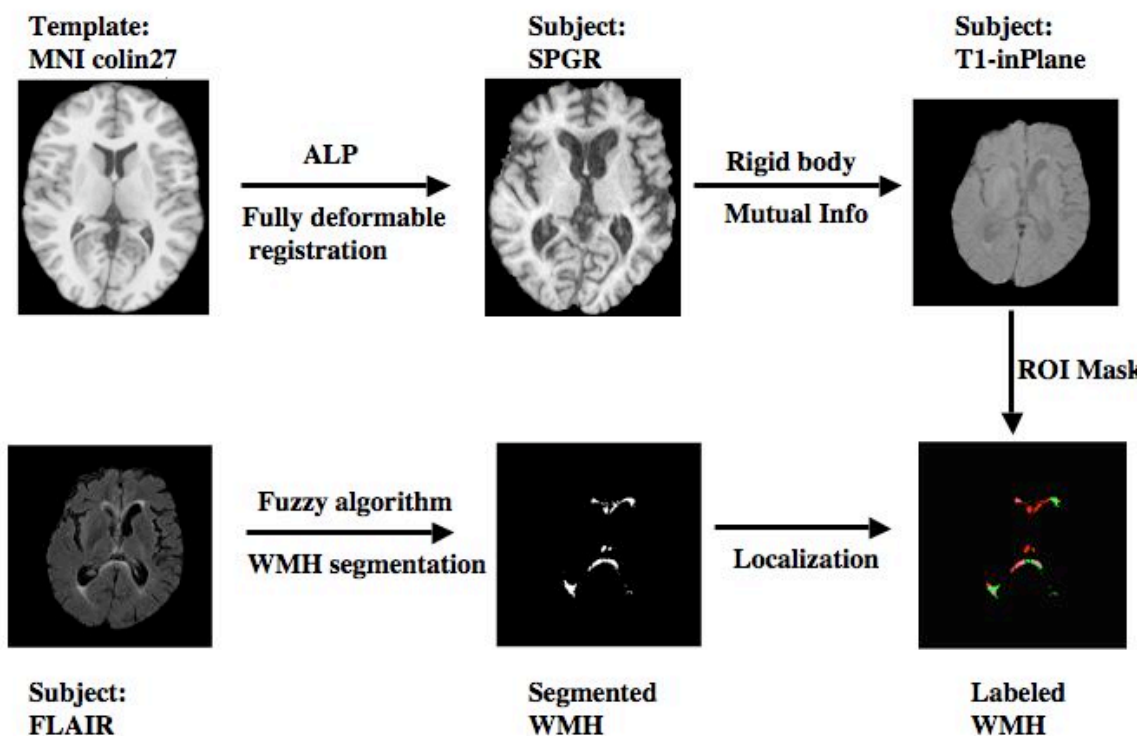 Template:
MNI colin27
Subject:
SPGR
Subject:
T1-inPlane
ALP
Fully deformable
registration
Rigid body
Mutual Info
ROI Mask
Fuzzy algorithm
WMH segmentation
Localization
Subject:
FLAIR
Segmented
WMH
Labeled
WMH